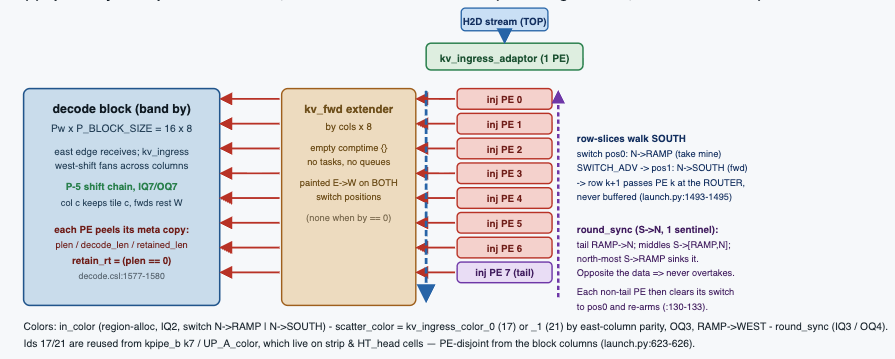 H2D stream (TOP)
kv_ingress_adaptor (1 PE)
decode block (band by)
Pw x P_BLOCK_SIZE = 16 x 8
east edge receives; kv_ingress
west-shift fans across columns
P-5 shift chain, IQ7/OQ7
col c keeps tile c, fwds rest W
each PE peels its meta copy:
plen / decode_len / retained_len
retain_rt = (plen == 0)
decode.csl:1577-1580
kv_fwd extender
by cols x 8
empty comptime {}
no tasks, no queues
painted E->W on BOTH
switch positions
(none when by == 0)
inj PE 0
inj PE 1
inj PE 2
inj PE 3
inj PE 4
inj PE 5
inj PE 6
inj PE 7 (tail)
row-slices walk SOUTH
switch pos0: N->RAMP (take mine)
SWITCH_ADV -> pos1: N->SOUTH (fwd)
-> row k+1 passes PE k at the ROUTER,
never buffered (launch.py:1493-1495)
round_sync (S->N, 1 sentinel):
tail RAMP->N; middles S->[RAMP,N];
north-most S->RAMP sinks it.
Opposite the data => never overtakes.
Each non-tail PE then clears its switch
to pos0 and re-arms (:130-133).
Colors: in_color (region-alloc, IQ2, switch N->RAMP | N->SOUTH) - scatter_color = kv_ingress_color_0 (17) or _1 (21) by east-column parity, OQ3, RAMP->WEST - round_sync (IQ3 / OQ4).
Ids 17/21 are reused from kpipe_b k7 / UP_A_color, which live on strip & HT_head cells — PE-disjoint from the block columns (launch.py:623-626).